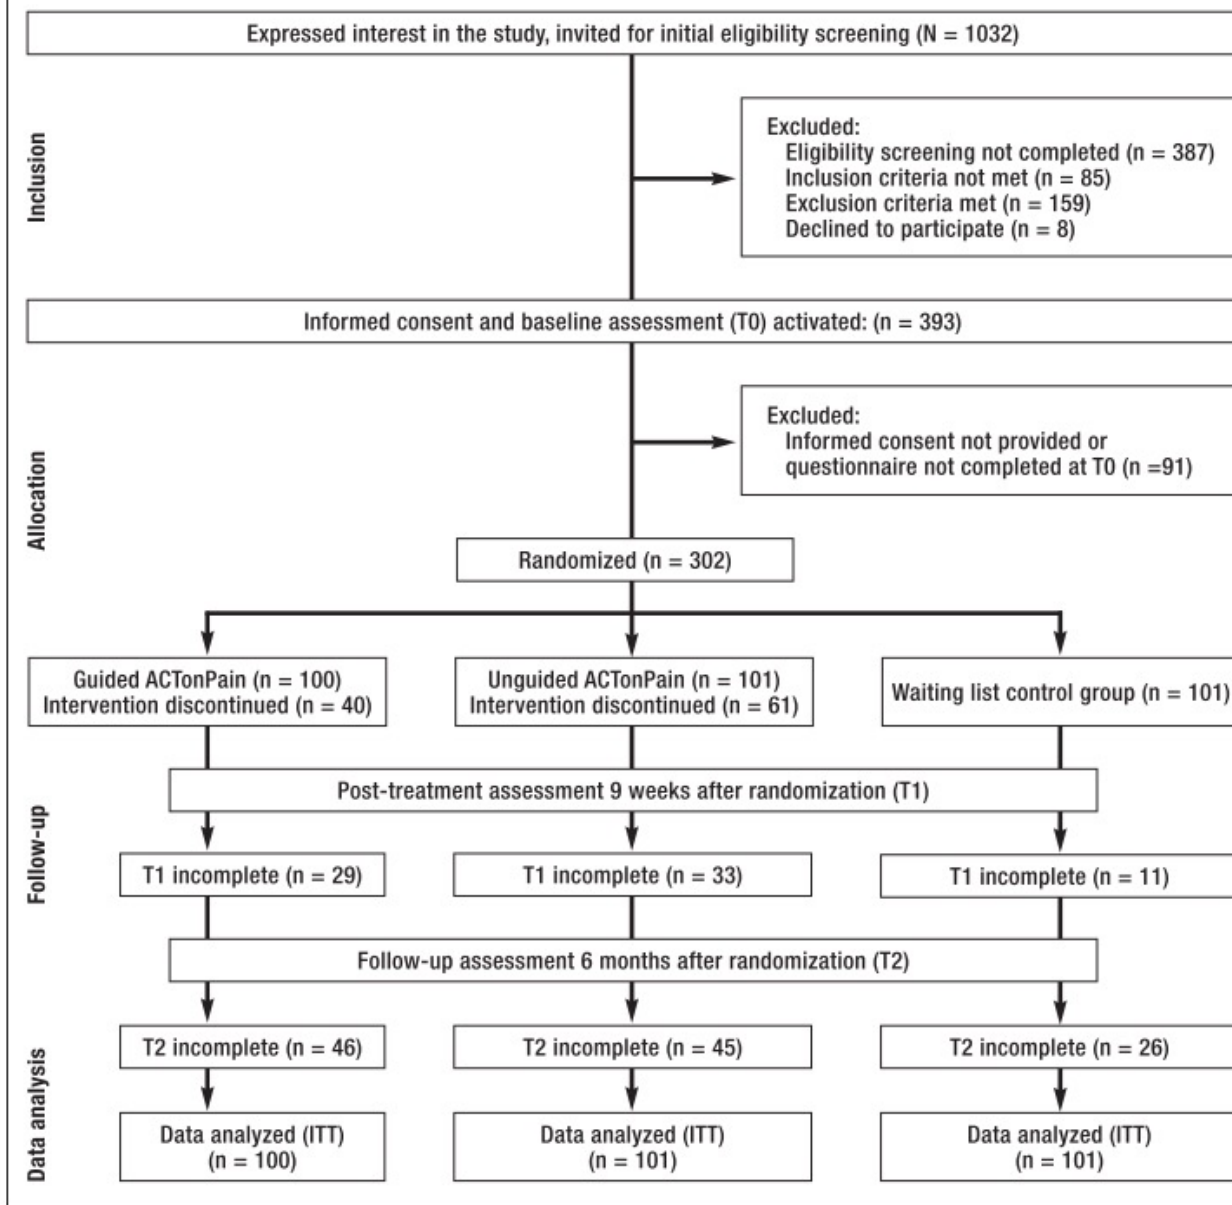 Expressed interest in the study, invited for initial eligibility screening (N = 1032)
Inclusion
Excluded:
Eligibility screening not completed (n = 387)
Inclusion criteria not met (n = 85)
Exclusion criteria met (n = 159)
Declined to participate (n = 8)
Informed consent and baseline assessment (T0) activated: (n = 393)
Allocation
Excluded:
Informed consent not provided or
questionnaire not completed at T0 (n =91)
Randomized (n = 302)
Guided ACTonPain (n = 100)
Intervention discontinued (n = 40)
Unguided ACTonPain (n = 101)
Intervention discontinued (n = 61)
Waiting list control group (n = 101)
Follow-up
Post-treatment assessment 9 weeks after randomization (T1)
T1 incomplete (n = 29)
T1 incomplete (n = 33)
T1 incomplete (n = 11)
Follow-up assessment 6 months after randomization (T2)
Data analysis
T2 incomplete (n = 46)
T2 incomplete (n = 45)
T2 incomplete (n = 26)
Data analyzed (ITT)
(n = 100)
Data analyzed (ITT)
(n = 101)
Data analyzed (ITT)
(n = 101)